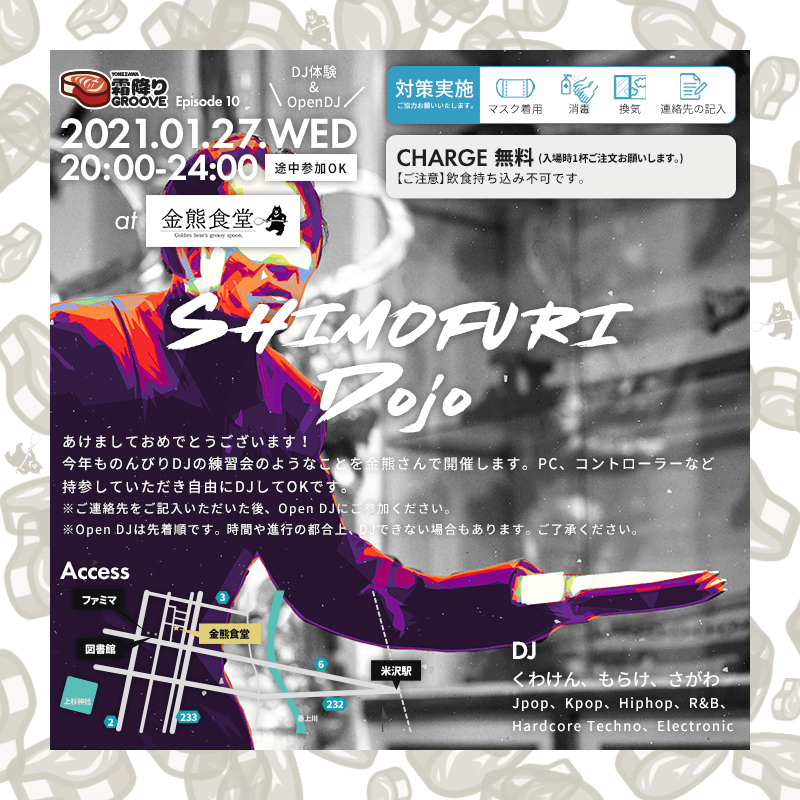 YONEZAWA
霜降り
GROOVE
Episode 10
DJ体験
&
OpenDJ
2021.01.27.WED
20:00-24:00
途中参加OK
at
金熊食堂
Golden bear's greasy spoon.
対策実施
ご協力お願いいたします。
マスク着用
消毒
換気
連絡先の記入
CHARGE 無料 (入場時1杯ご注文お願いします。)
【ご注意】飲食持ち込み不可です。
SHIMOFURI
Dojo
あけましておめでとうございます！
今年ものんびりDJの練習会のようなことを金熊さんで開催します。PC、コントローラーなど
持参していただき自由にDJしてOKです。
※ご連絡先をご記入いただいた後、Open DJにご参加ください。
※Open DJは先着順です。時間や進行の都合上、DJできない場合もあります。ご了承ください。
Access
ファミマ
3
金熊食堂
図書館
6
米沢駅
上杉神社
232
2
233
最上川
DJ
くわけん、もらけ、さがわ
Jpop、Kpop、Hiphop、R&B、
Hardcore Techno、Electronic